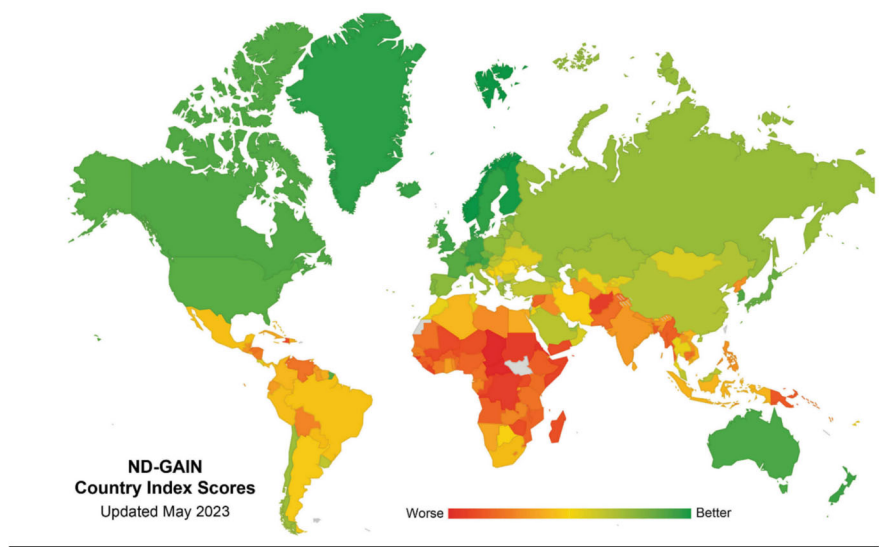 ND-GAIN
Country Index Scores
Updated May 2023
Worse
Better